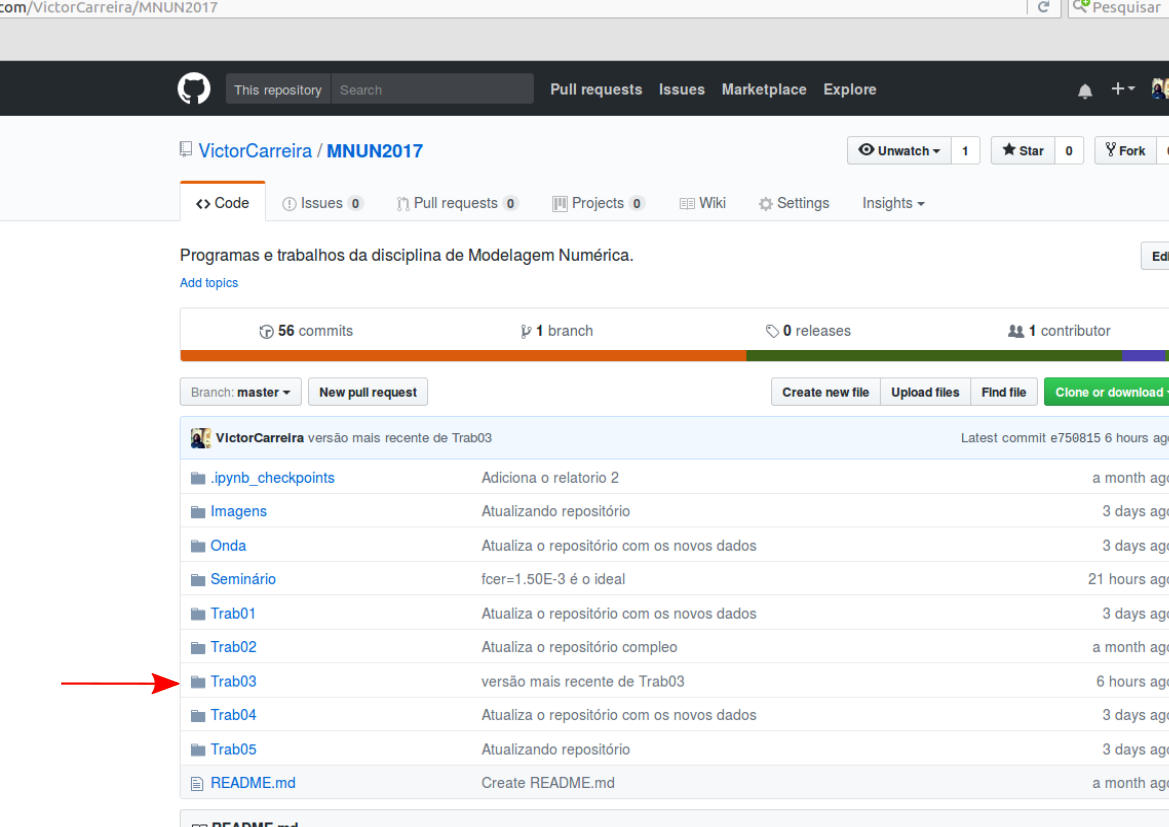 com/VictorCarreira/MNUN2017 Pesquisar
This repository Search Pull requests Issues Marketplace Explore
VictorCarreira / MNUN2017 Unwatch 1 Star 0 Fork
Code Issues 0 Pull requests 0 Projects 0 Wiki Settings Insights
Programas e trabalhos da disciplina de Modelagem Numérica. Edi
Add topics
56 commits 1 branch 0 releases 1 contributor
Branch: master New pull request Create new file Upload files Find file Clone or download
VictorCarreira versão mais recente de Trab03 Latest commit e750815 6 hours ago
.ipynb_checkpoints Adiciona o relatorio 2 a month ago
Imagens Atualizando repositório 3 days ago
Onda Atualiza o repositório com os novos dados 3 days ago
Seminário fcer=1.50E-3 é o ideal 21 hours ago
Trab01 Atualiza o repositório com os novos dados 3 days ago
Trab02 Atualiza o repositório compleo a month ago
Trab03 versão mais recente de Trab03 6 hours ago
Trab04 Atualiza o repositório com os novos dados 3 days ago
Trab05 Atualizando repositório 3 days ago
README.md Create README.md a month ago
README.md